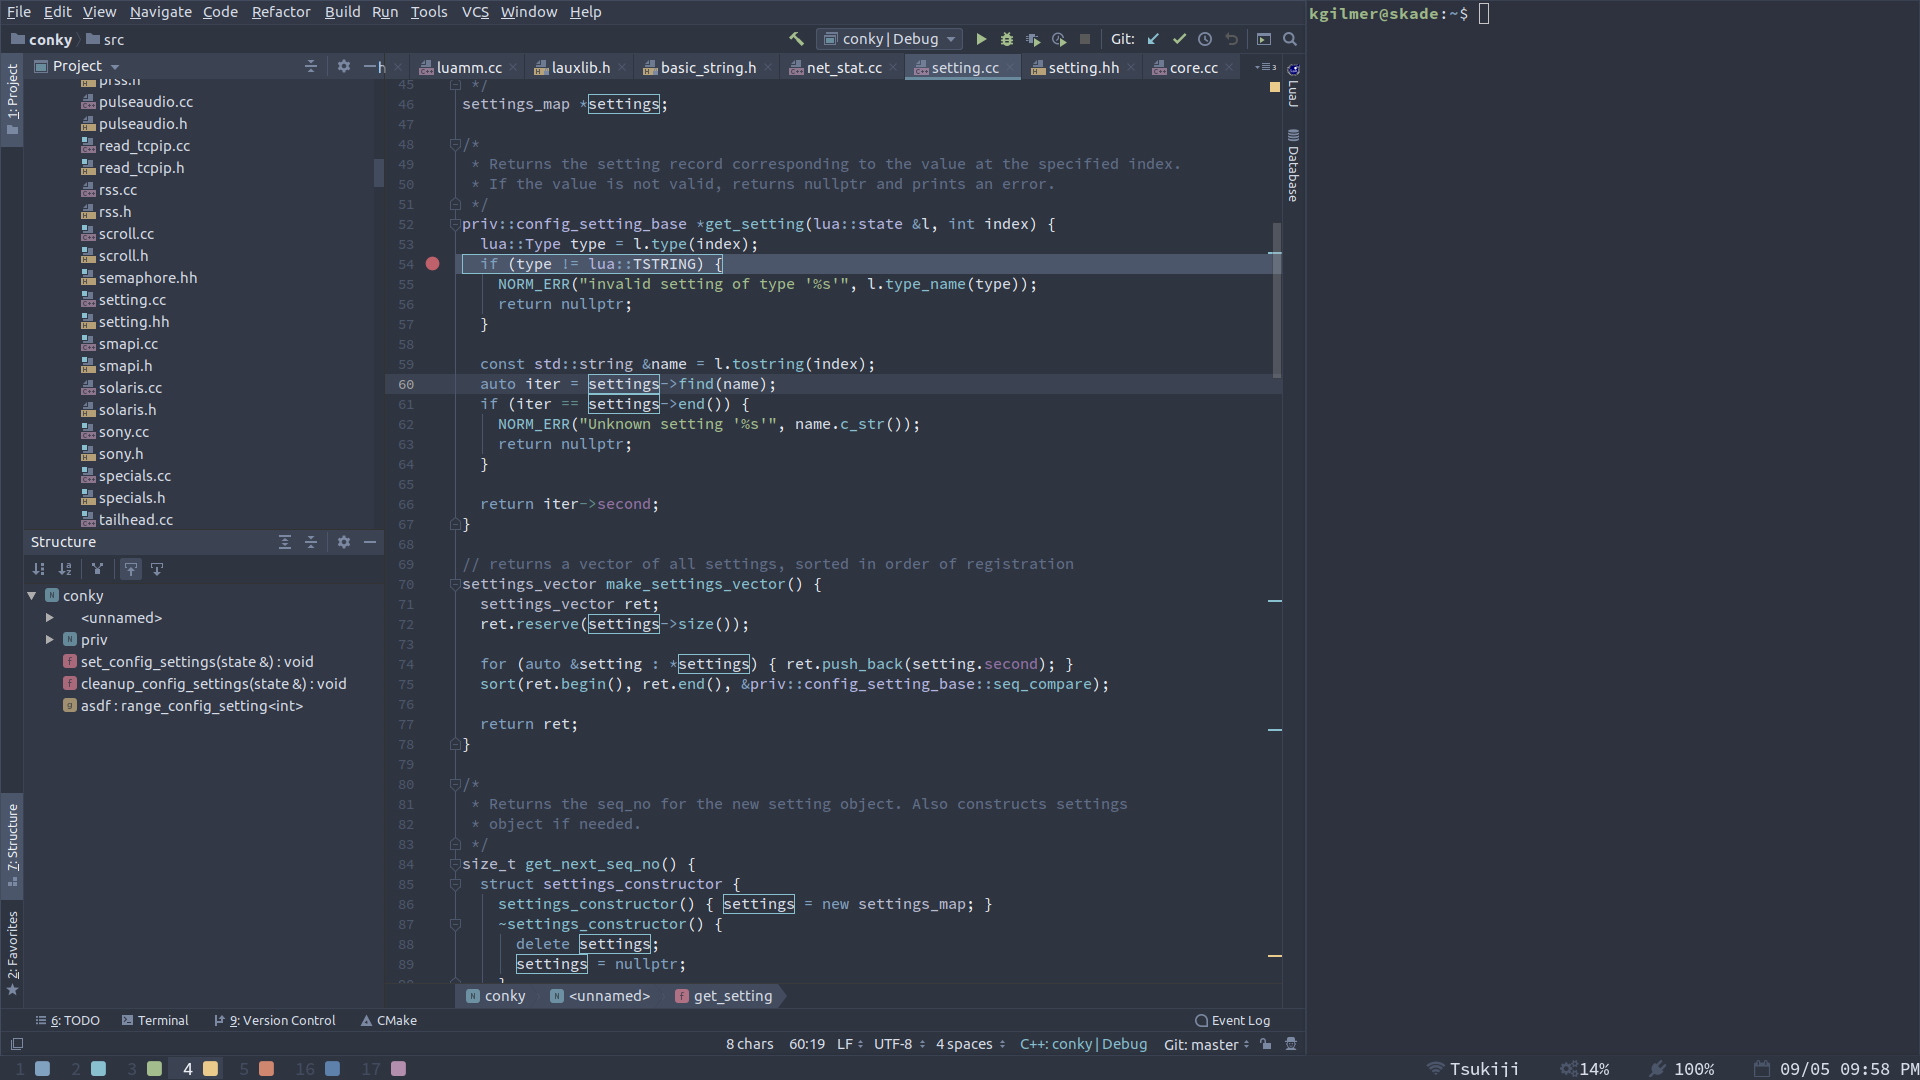 File Edit View Navigate Code Refactor Build Run Tools VCS Window Help
kgilmer@skade:~$
conky src
conky | Debug
Git:
1: Project
Project
h luamm.cc lauxlib.h basic_string.h net_stat.cc setting.cc setting.hh core.cc
3
prss.h
pulseaudio.cc
pulseaudio.h
read_tcpip.cc
read_tcpip.h
rss.cc
rss.h
scroll.cc
scroll.h
semaphore.hh
setting.cc
setting.hh
smapi.cc
smapi.h
solaris.cc
solaris.h
sony.cc
sony.h
specials.cc
specials.h
tailhead.cc
Structure
conky
<unnamed>
priv
set_config_settings(state &) : void
cleanup_config_settings(state &) : void
asdf : range_config_setting<int>
7: Structure
2: Favorites
45 */
46 settings_map *settings;
47
48 /*
49 * Returns the setting record corresponding to the value at the specified index.
50 * If the value is not valid, returns nullptr and prints an error.
51 */
52 priv::config_setting_base *get_setting(lua::state &l, int index) {
53 lua::Type type = l.type(index);
54 if (type != lua::TSTRING) {
55 NORM_ERR("invalid setting of type '%s'", l.type_name(type));
56 return nullptr;
57 }
58
59 const std::string &name = l.tostring(index);
60 auto iter = settings->find(name);
61 if (iter == settings->end()) {
62 NORM_ERR("Unknown setting '%s'", name.c_str());
63 return nullptr;
64 }
65
66 return iter->second;
67 }
68
69 // returns a vector of all settings, sorted in order of registration
70 settings_vector make_settings_vector() {
71 settings_vector ret;
72 ret.reserve(settings->size());
73
74 for (auto &setting : *settings) { ret.push_back(setting.second); }
75 sort(ret.begin(), ret.end(), &priv::config_setting_base::seq_compare);
76
77 return ret;
78 }
79
80 /*
81 * Returns the seq_no for the new setting object. Also constructs settings
82 * object if needed.
83 */
84 size_t get_next_seq_no() {
85 struct settings_constructor {
86 settings_constructor() { settings = new settings_map; }
87 ~settings_constructor() {
88 delete settings;
89 settings = nullptr;
LuaJ
Database
conky <unnamed> get_setting
6: TODO Terminal 9: Version Control CMake Event Log
8 chars 60:19 LF UTF-8 4 spaces C++: conky | Debug Git: master
1 2 3 4 5 16 17 Tsukiji 14% 100% 09/05 09:58 PM